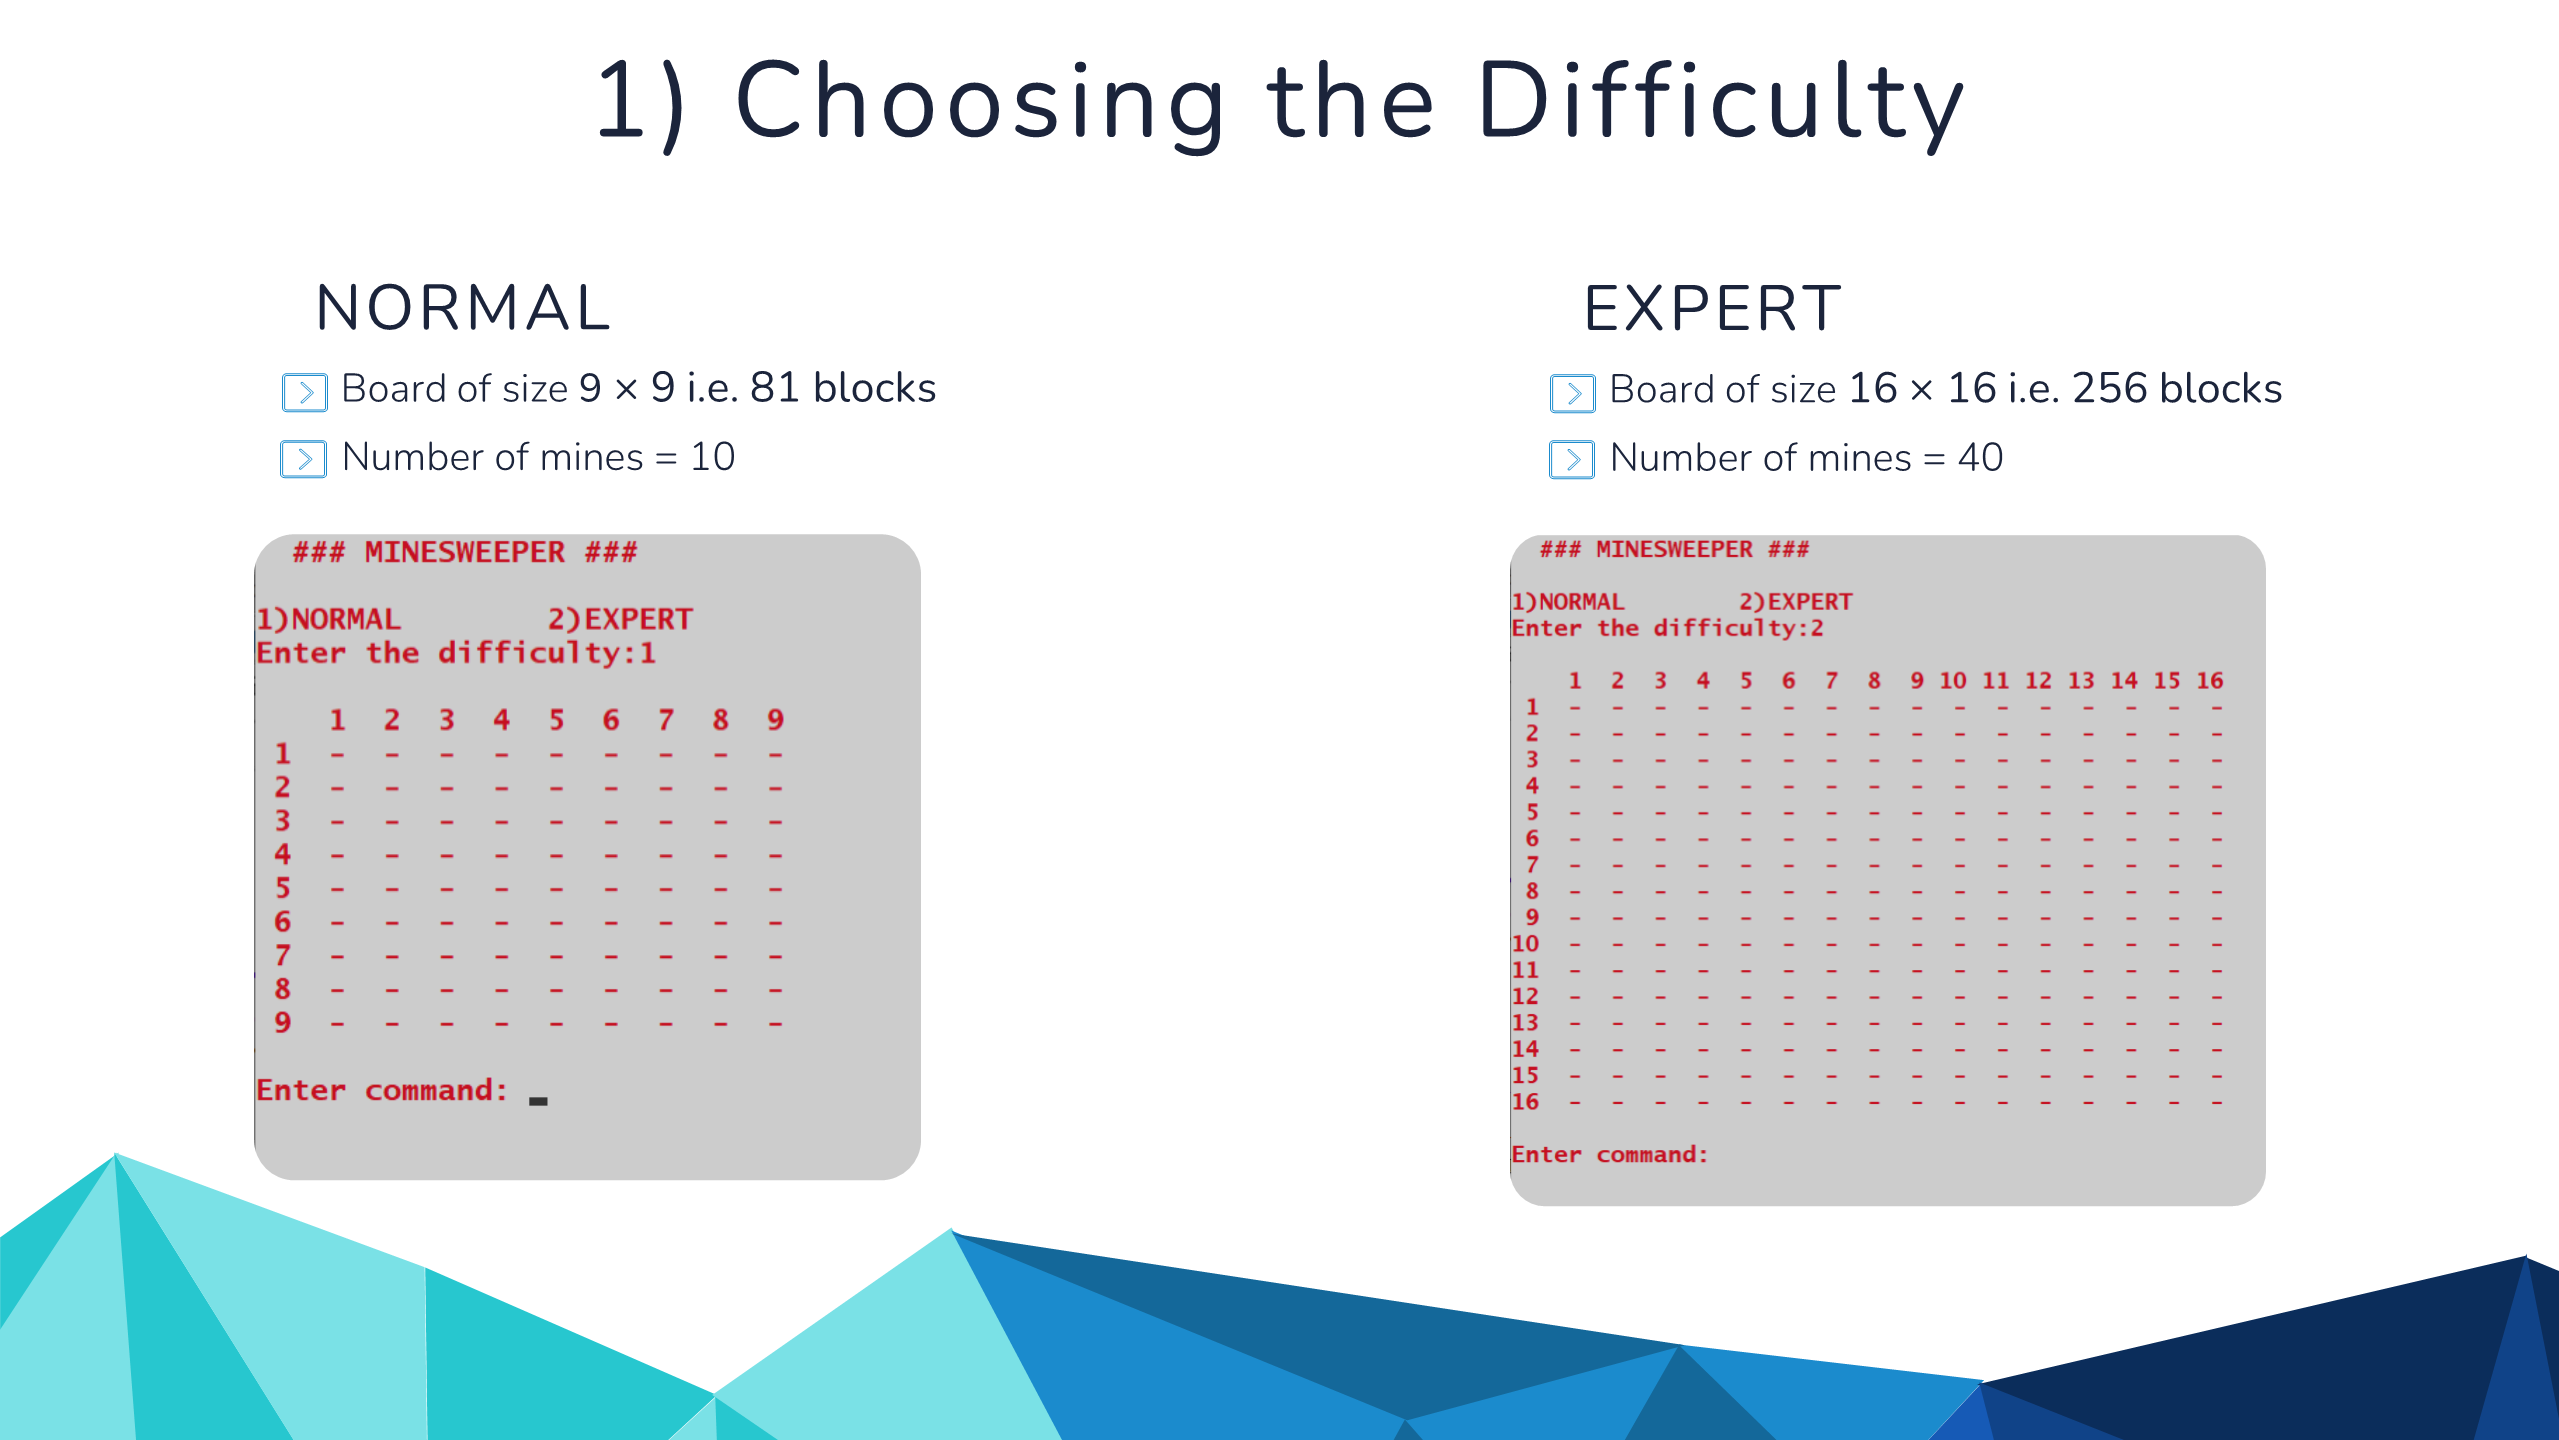 1) Choosing the Difficulty
NORMAL
Board of size 9 × 9 i.e. 81 blocks
Number of mines = 10
### MINESWEEPER ###
1)NORMAL        2)EXPERT
Enter the difficulty:1
1 2 3 4 5 6 7 8 9
1 - - - - - - - - -
2 - - - - - - - - -
3 - - - - - - - - -
4 - - - - - - - - -
5 - - - - - - - - -
6 - - - - - - - - -
7 - - - - - - - - -
8 - - - - - - - - -
9 - - - - - - - - -
Enter command: _
EXPERT
Board of size 16 × 16 i.e. 256 blocks
Number of mines = 40
### MINESWEEPER ###
1)NORMAL        2)EXPERT
Enter the difficulty:2
1 2 3 4 5 6 7 8 9 10 11 12 13 14 15 16
1 - - - - - - - - - - - - - - - -
2 - - - - - - - - - - - - - - - -
3 - - - - - - - - - - - - - - - -
4 - - - - - - - - - - - - - - - -
5 - - - - - - - - - - - - - - - -
6 - - - - - - - - - - - - - - - -
7 - - - - - - - - - - - - - - - -
8 - - - - - - - - - - - - - - - -
9 - - - - - - - - - - - - - - - -
10 - - - - - - - - - - - - - - - -
11 - - - - - - - - - - - - - - - -
12 - - - - - - - - - - - - - - - -
13 - - - - - - - - - - - - - - - -
14 - - - - - - - - - - - - - - - -
15 - - - - - - - - - - - - - - - -
16 - - - - - - - - - - - - - - - -
Enter command: